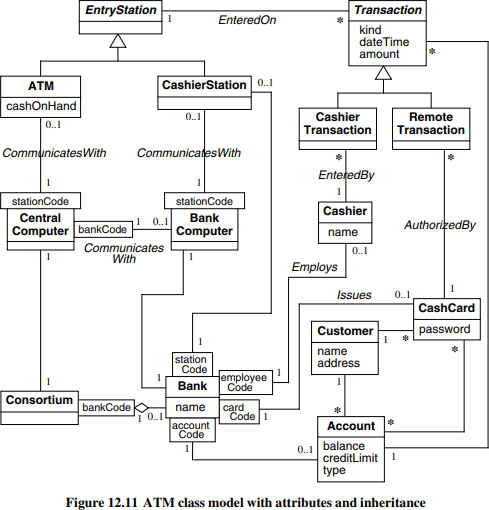 EntryStation
1
EnteredOn
*
Transaction
kind
dateTime
amount
*
ATM
cashOnHand
0..1
CashierStation
0..1
0..1
Cashier
Transaction
*
Remote
Transaction
*
CommunicatesWith
CommunicatesWith
EnteredBy
1
1
1
stationCode
Central
Computer
bankCode
1
0..1
stationCode
Bank
Computer
Communicates
With
1
1
Cashier
name
0..1
AuthorizedBy
Employs
Issues
0..1
1
CashCard
password
*
*
Customer
name
address
1
1
1
station
Code
1
1
1
Consortium
bankCode
1
0..1
Bank
name
employee
Code
1
card
Code
1
account
Code
1
*
*
0..1
Account
balance
creditLimit
type
1
Figure 12.11 ATM class model with attributes and inheritance